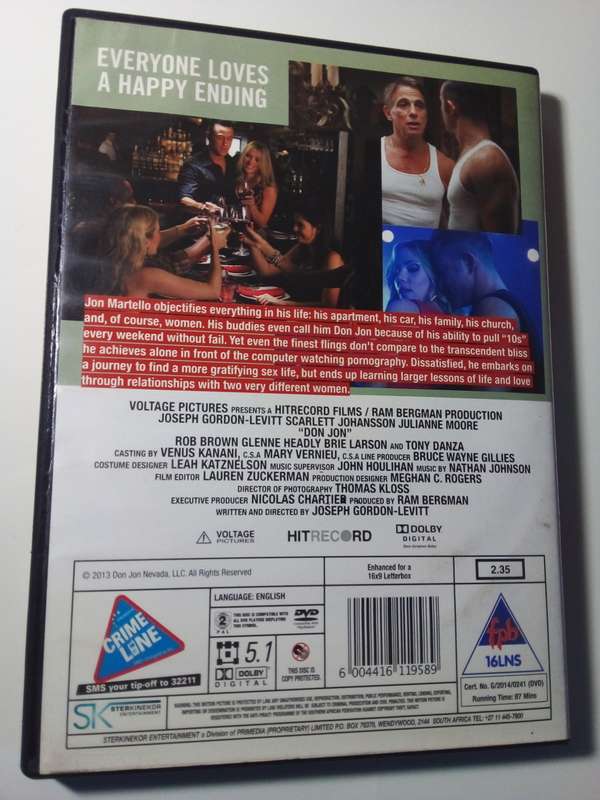 EVERYONE LOVES
A HAPPY ENDING
Jon Martello objectifies everything in his life: his apartment, his car, his family, his church,
and, of course, women. His buddies even call him Don Jon because of his ability to pull "10s"
every weekend without fail. Yet even the finest flings don't compare to the transcendent bliss
he achieves alone in front of the computer watching pornography. Dissatisfied, he embarks on
a journey to find a more gratifying sex life, but ends up learning larger lessons of life and love
through relationships with two very different women.
VOLTAGE PICTURES PRESENTS A HITRECORD FILMS / RAM BERGMAN PRODUCTION
JOSEPH GORDON-LEVITT SCARLETT JOHANSSON JULIANNE MOORE
"DON JON"
ROB BROWN GLENNE HEADLY BRIE LARSON AND TONY DANZA
CASTING BY VENUS KANANI, C.S.A MARY VERNIEU, C.S.A LINE PRODUCER BRUCE WAYNE GILLIES
COSTUME DESIGNER LEAH KATZNELSON MUSIC SUPERVISOR JOHN HOULIHAN MUSIC BY NATHAN JOHNSON
FILM EDITOR LAUREN ZUCKERMAN PRODUCTION DESIGNER MEGHAN C. ROGERS
DIRECTOR OF PHOTOGRAPHY THOMAS KLOSS
EXECUTIVE PRODUCER NICOLAS CHARTIER PRODUCED BY RAM BERGMAN
WRITTEN AND DIRECTED BY JOSEPH GORDON-LEVITT
VOLTAGE PICTURES
HITRECORD
DOLBY DIGITAL
© 2013 Don Jon Nevada, LLC. All Rights Reserved
Enhanced for a
16x9 Letterbox
2.35
LANGUAGE: ENGLISH
2
PAL
DVD
CRIME
LINE
SMS your tip-off to 32211
5.1
DOLBY
DIGITAL
THIS DISC IS
COPY PROTECTED.
6 004416 119589
fpb
16LNS
Cert. No. G/2014/0241 (DVD)
Running Time: 87 Mins
SK STERKINEKOR
ENTERTAINMENT
STERKINEKOR ENTERTAINMENT a Division of PRIMEDIA (PROPRIETARY) LIMITED P.O. BOX 76370, WENDYWOOD, 2144 SOUTH AFRICA TEL: +27 11 445-7900